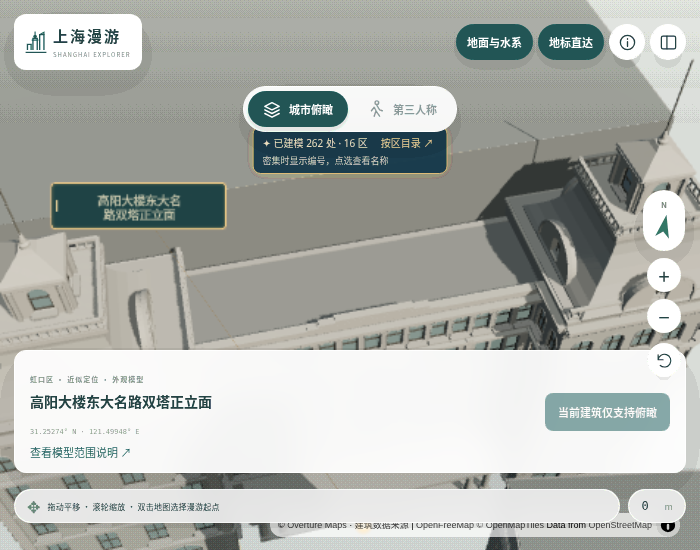 上海漫游
SHANGHAI EXPLORER
地面与水系
地标直达
城市俯瞰
第三人称
✦ 已建模 262 处 · 16 区 按区目录 ↗
密集时显示编号，点选查看名称
高阳大楼东大名
路双塔正立面
N
虹口区 · 近似定位 · 外观模型
高阳大楼东大名路双塔正立面
31.25274° N · 121.49948° E
查看模型范围说明 ↗
当前建筑仅支持俯瞰
拖动平移 · 滚轮缩放 · 双击地图选择漫游起点
0 m
© Overture Maps · 建筑数据来源 | OpenFreeMap © OpenMapTiles Data from OpenStreetMap